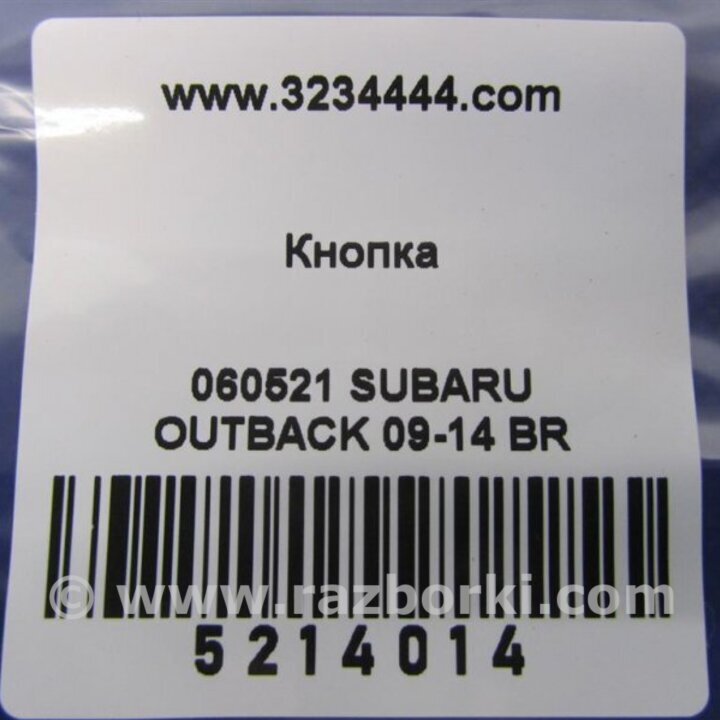 www.3234444.com
Кнопка
060521 SUBARU
OUTBACK 09-14 BR
© www.razborki.com
5214014